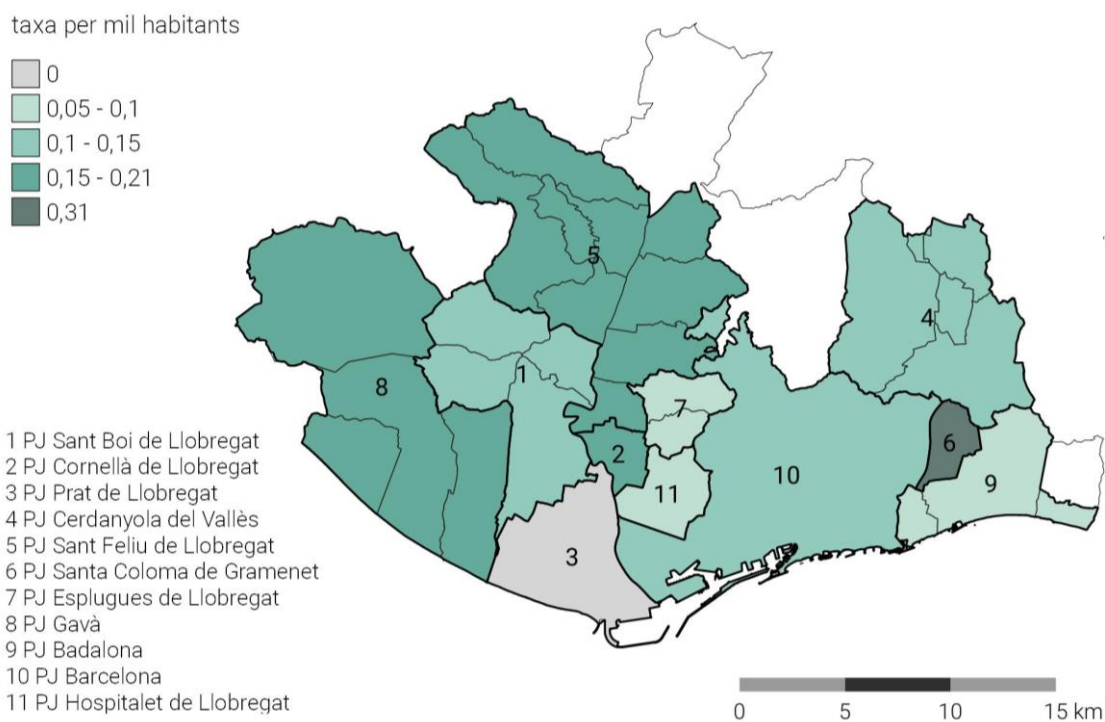 taxa per mil habitants
0
0,05 - 0,1
0,1 - 0,15
0,15 - 0,21
0,31
5
4
1
8
7
6
2
10
9
11
3
1 PJ Sant Boi de Llobregat
2 PJ Cornellà de Llobregat
3 PJ Prat de Llobregat
4 PJ Cerdanyola del Vallès
5 PJ Sant Feliu de Llobregat
6 PJ Santa Coloma de Gramenet
7 PJ Esplugues de Llobregat
8 PJ Gavà
9 PJ Badalona
10 PJ Barcelona
11 PJ Hospitalet de Llobregat
0 5 10 15 km